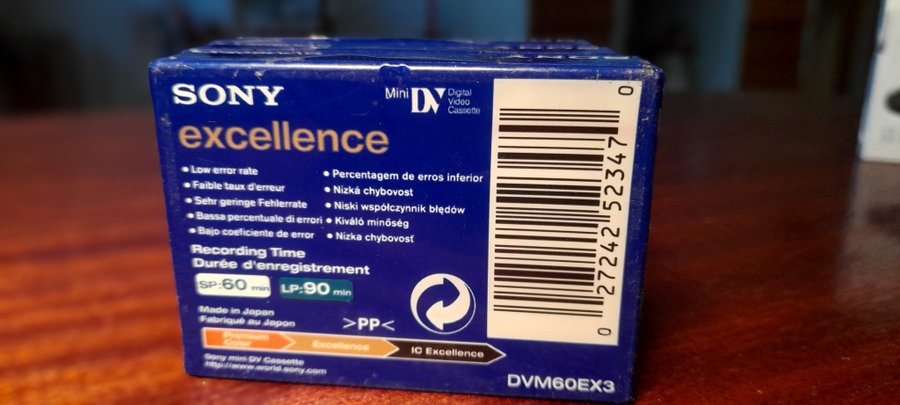 SONY
Mini DV Digital Video Cassette
excellence
• Low error rate
• Faible taux d'erreur
• Sehr geringe Fehlerrate
• Bassa percentuale di errori
• Bajo coeficiente de error
• Percentagem de erros inferior
• Nízká chybovost
• Niski współczynnik błędów
• Kiváló minőség
• Nizka chybovosť
Recording Time
Durée d'enregistrement
SP:60 min LP:90 min
Made in Japan
Fabriqué au Japon
>PP<
Premium Color Excellence IC Excellence
Sony mini DV Cassette
http://www.world.sony.com
DVM60EX3
0 27242 52347 0